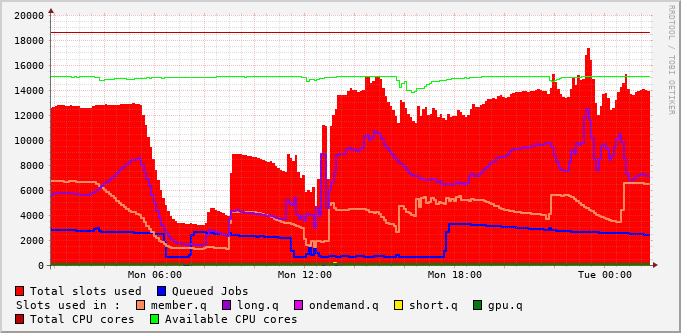 20000
18000
16000
14000
12000
10000
8000
6000
4000
2000
0
Mon 06:00 Mon 12:00 Mon 18:00 Tue 00:00
RRDTOOL / TOBI OETIKER
Total slots used Queued Jobs
Slots used in : member.q long.q ondemand.q short.q gpu.q
Total CPU cores Available CPU cores